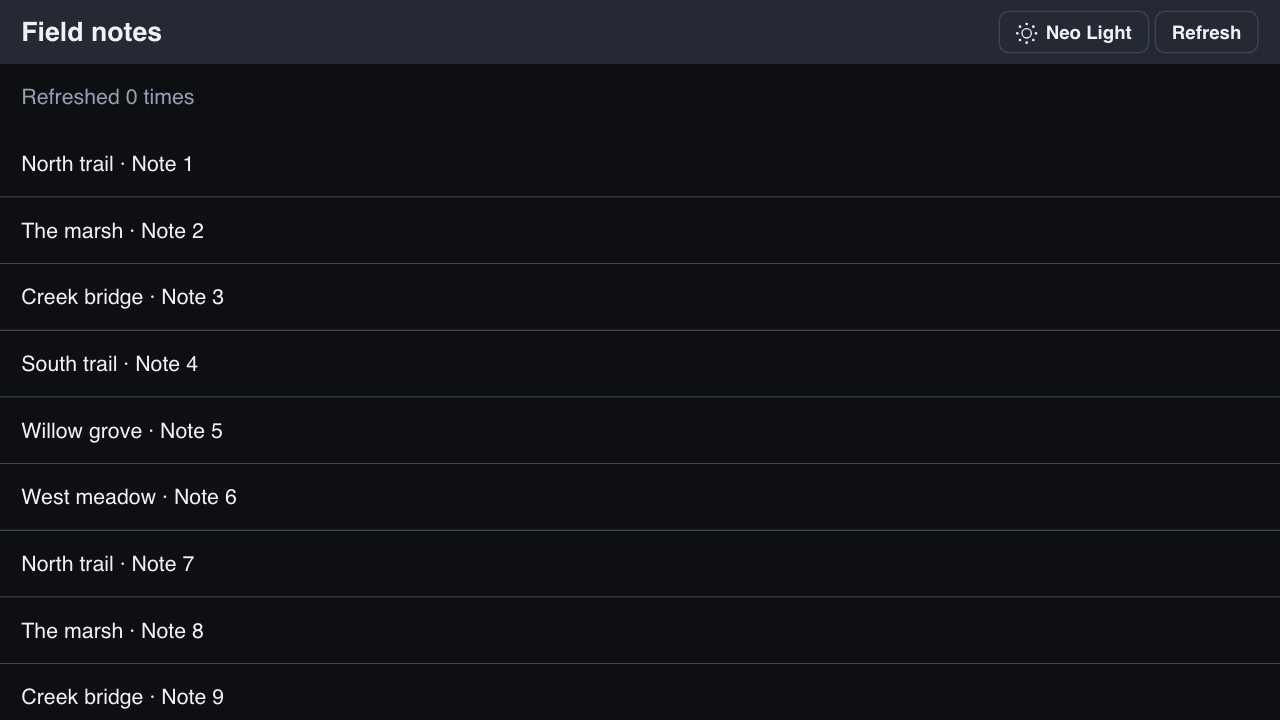 Field notes
Neo Light
Refresh
Refreshed 0 times
North trail · Note 1
The marsh · Note 2
Creek bridge · Note 3
South trail · Note 4
Willow grove · Note 5
West meadow · Note 6
North trail · Note 7
The marsh · Note 8
Creek bridge · Note 9